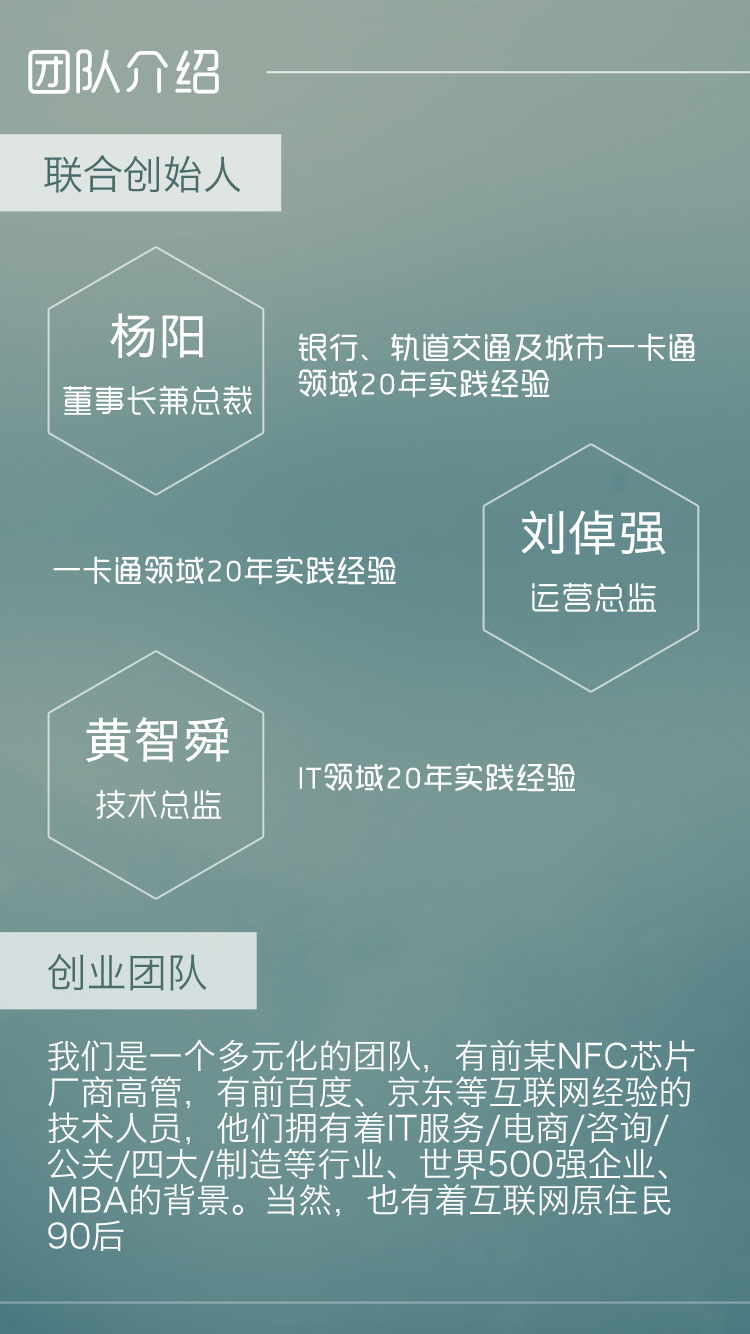 团队介绍
联合创始人
杨阳
董事长兼总裁
银行、轨道交通及城市一卡通
领域20年实践经验
刘倬强
运营总监
一卡通领域20年实践经验
黄智舜
技术总监
IT领域20年实践经验
创业团队
我们是一个多元化的团队，有前某NFC芯片
厂商高管，有前百度、京东等互联网经验的
技术人员，他们拥有着IT服务/电商/咨询/
公关/四大/制造等行业、世界500强企业、
MBA的背景。当然，也有着互联网原住民
90后